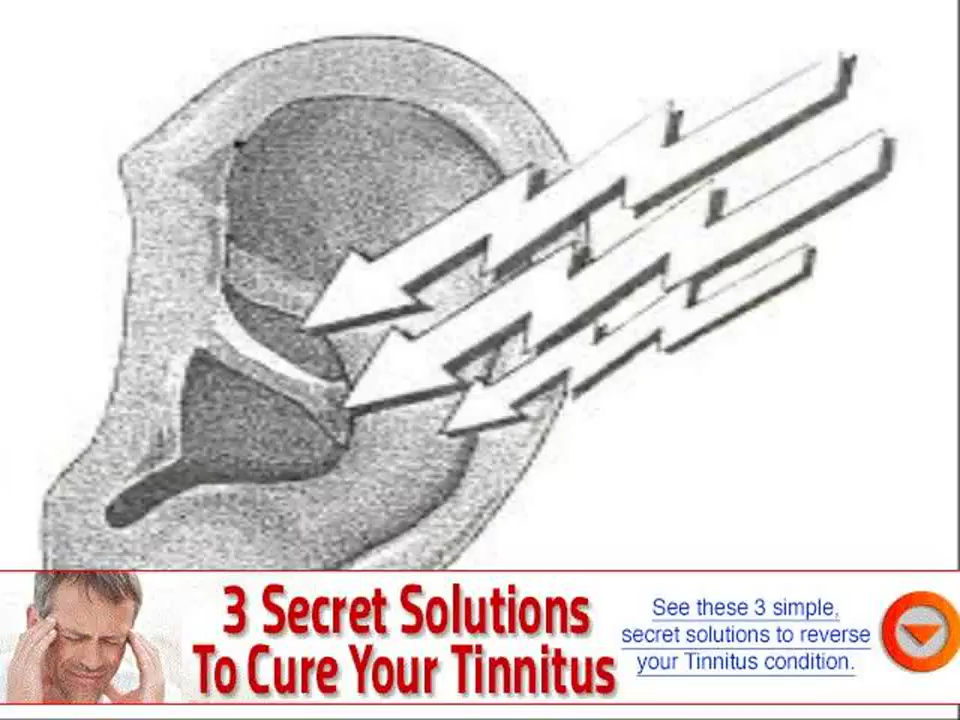 3 Secret Solutions
To Cure Your Tinnitus
See these 3 simple,
secret solutions to reverse
your Tinnitus condition.